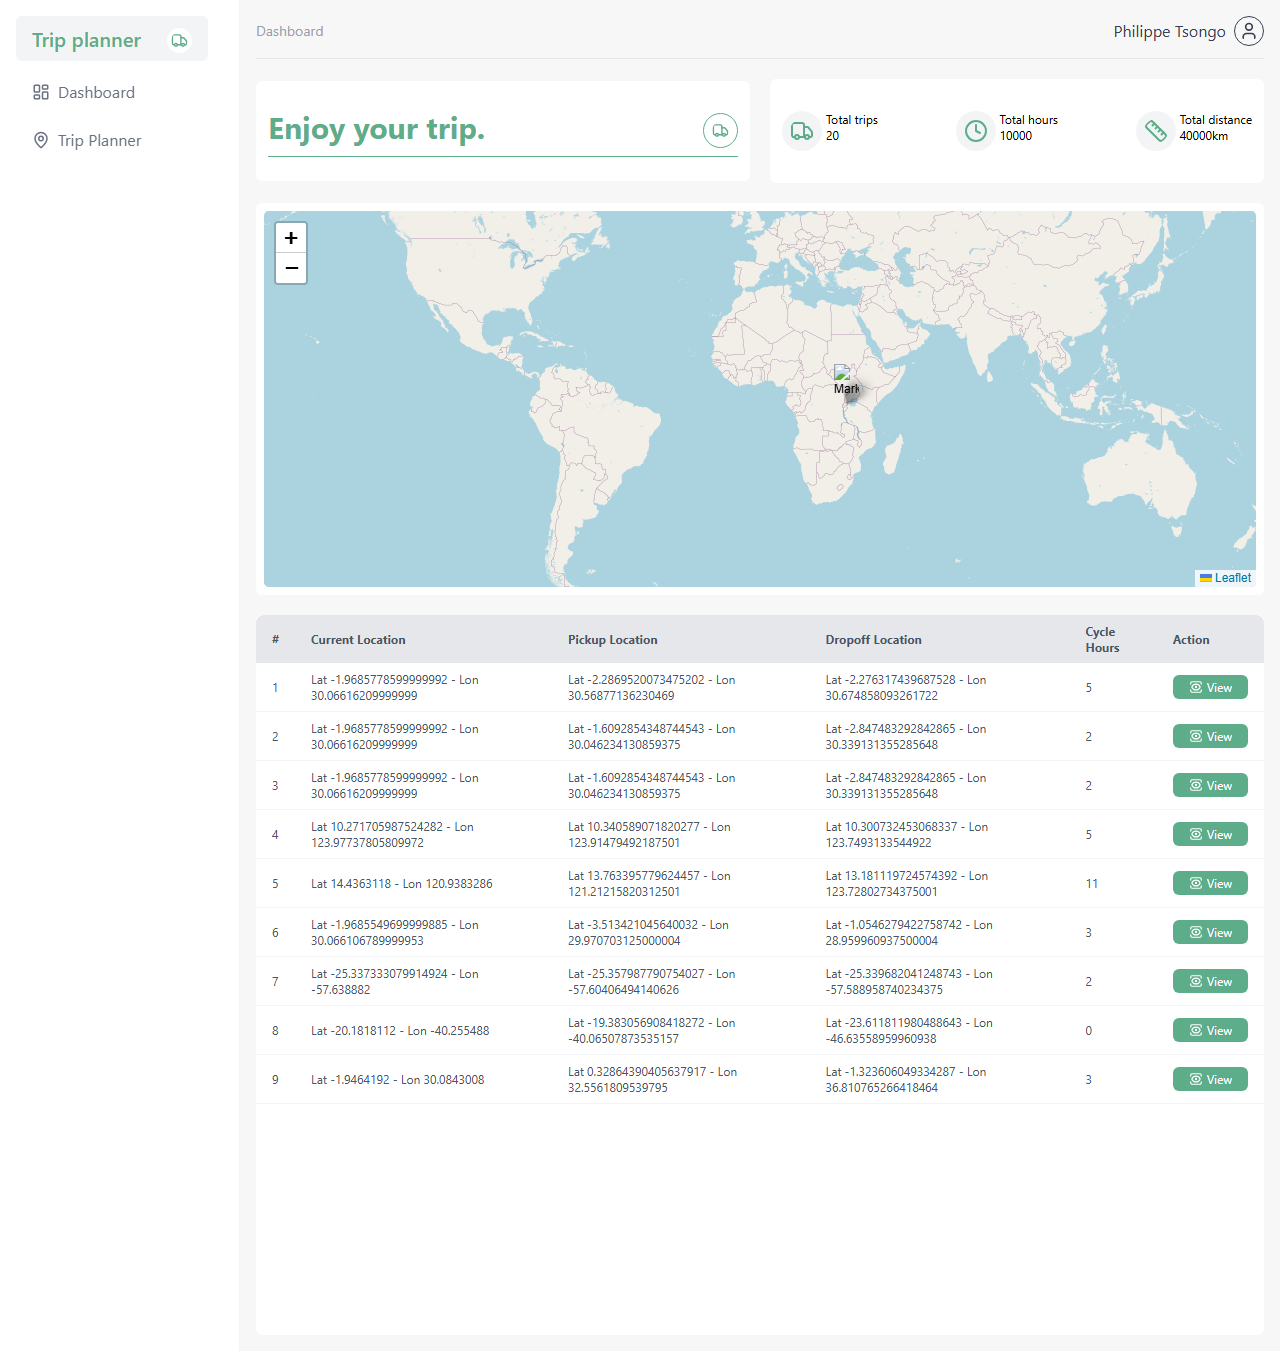 Trip planner
Dashboard
Trip Planner
Dashboard
Philippe Tsongo
Enjoy your trip.
Total trips
20
Total hours
10000
Total distance
40000km
+
−
Mark
Leaflet
# Current Location Pickup Location Dropoff Location Cycle Hours Action
1 Lat -1.9685778599999992 - Lon 30.06616209999999 Lat -2.2869520073475202 - Lon 30.56877136230469 Lat -2.276317439687528 - Lon 30.674858093261722 5 View
2 Lat -1.9685778599999992 - Lon 30.06616209999999 Lat -1.6092854348744543 - Lon 30.046234130859375 Lat -2.847483292842865 - Lon 30.339131355285648 2 View
3 Lat -1.9685778599999992 - Lon 30.06616209999999 Lat -1.6092854348744543 - Lon 30.046234130859375 Lat -2.847483292842865 - Lon 30.339131355285648 2 View
4 Lat 10.271705987524282 - Lon 123.97737805809972 Lat 10.340589071820277 - Lon 123.91479492187501 Lat 10.300732453068337 - Lon 123.7493133544922 5 View
5 Lat 14.4363118 - Lon 120.9383286 Lat 13.763395779624457 - Lon 121.21215820312501 Lat 13.181119724574392 - Lon 123.72802734375001 11 View
6 Lat -1.9685549699999885 - Lon 30.066106789999953 Lat -3.513421045640032 - Lon 29.970703125000004 Lat -1.0546279422758742 - Lon 28.959960937500004 3 View
7 Lat -25.337333079914924 - Lon -57.638882 Lat -25.357987790754027 - Lon -57.60406494140626 Lat -25.339682041248743 - Lon -57.588958740234375 2 View
8 Lat -20.1818112 - Lon -40.255488 Lat -19.383056908418272 - Lon -40.06507873535157 Lat -23.611811980488643 - Lon -46.63558959960938 0 View
9 Lat -1.9464192 - Lon 30.0843008 Lat 0.32864390405637917 - Lon 32.5561809539795 Lat -1.323606049334287 - Lon 36.810765266418464 3 View